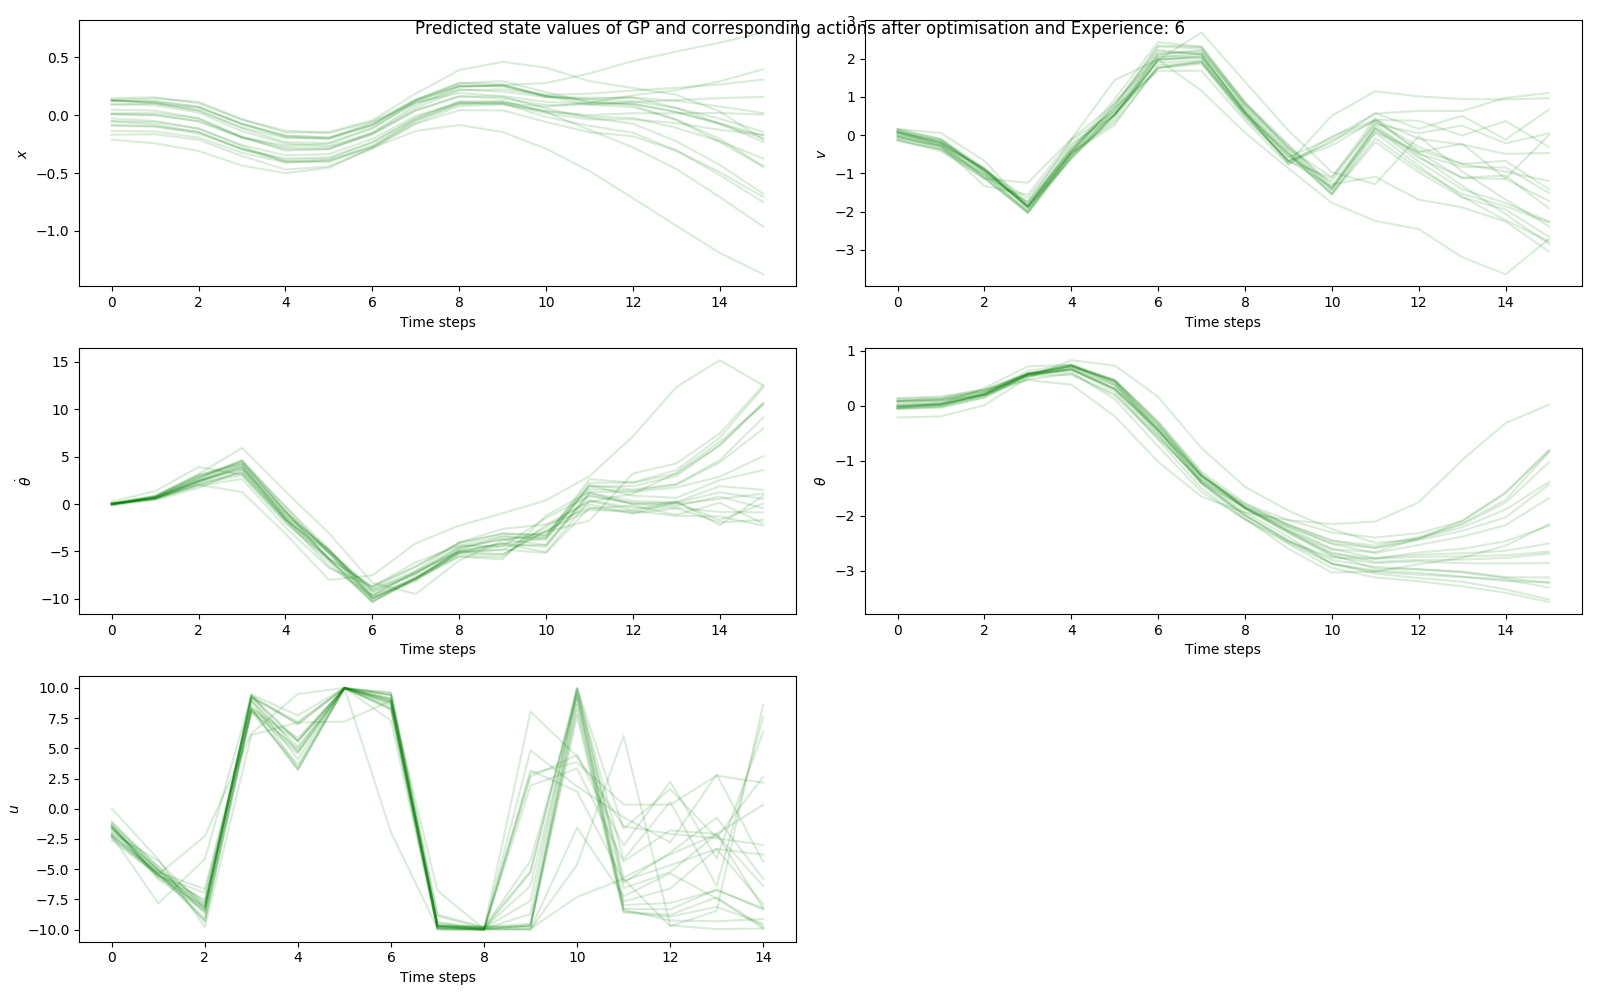 Predicted state values of GP and corresponding actions after optimisation and Experience: 6
0.5
0.0
−0.5
−1.0
x
0 2 4 6 8 10 12 14
Time steps
3
2
1
0
−1
−2
−3
v
0 2 4 6 8 10 12 14
Time steps
15
10
5
0
−5
−10
θ̇
0 2 4 6 8 10 12 14
Time steps
1
0
−1
−2
−3
θ
0 2 4 6 8 10 12 14
Time steps
10.0
7.5
5.0
2.5
0.0
−2.5
−5.0
−7.5
−10.0
u
0 2 4 6 8 10 12 14
Time steps